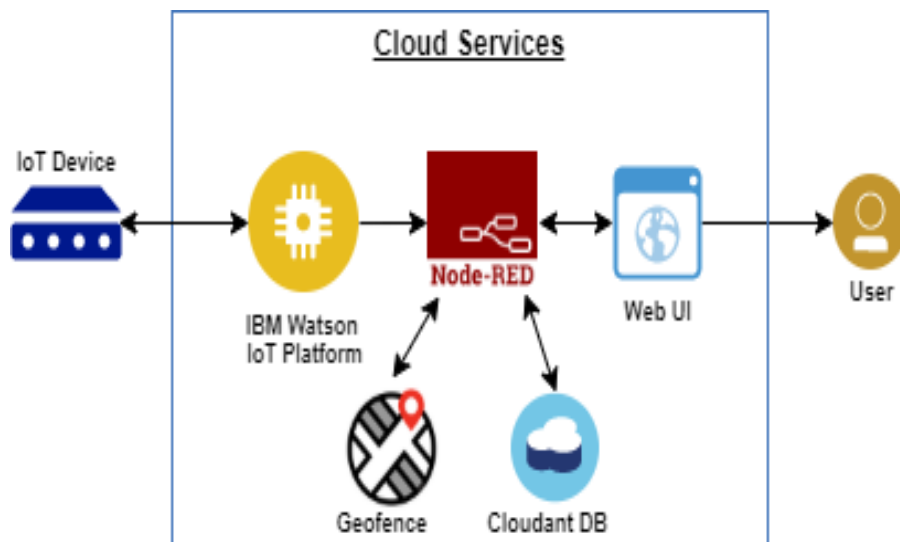 Cloud Services
IoT Device
Node-RED
IBM Watson
IoT Platform
Web UI
User
Geofence
Cloudant DB